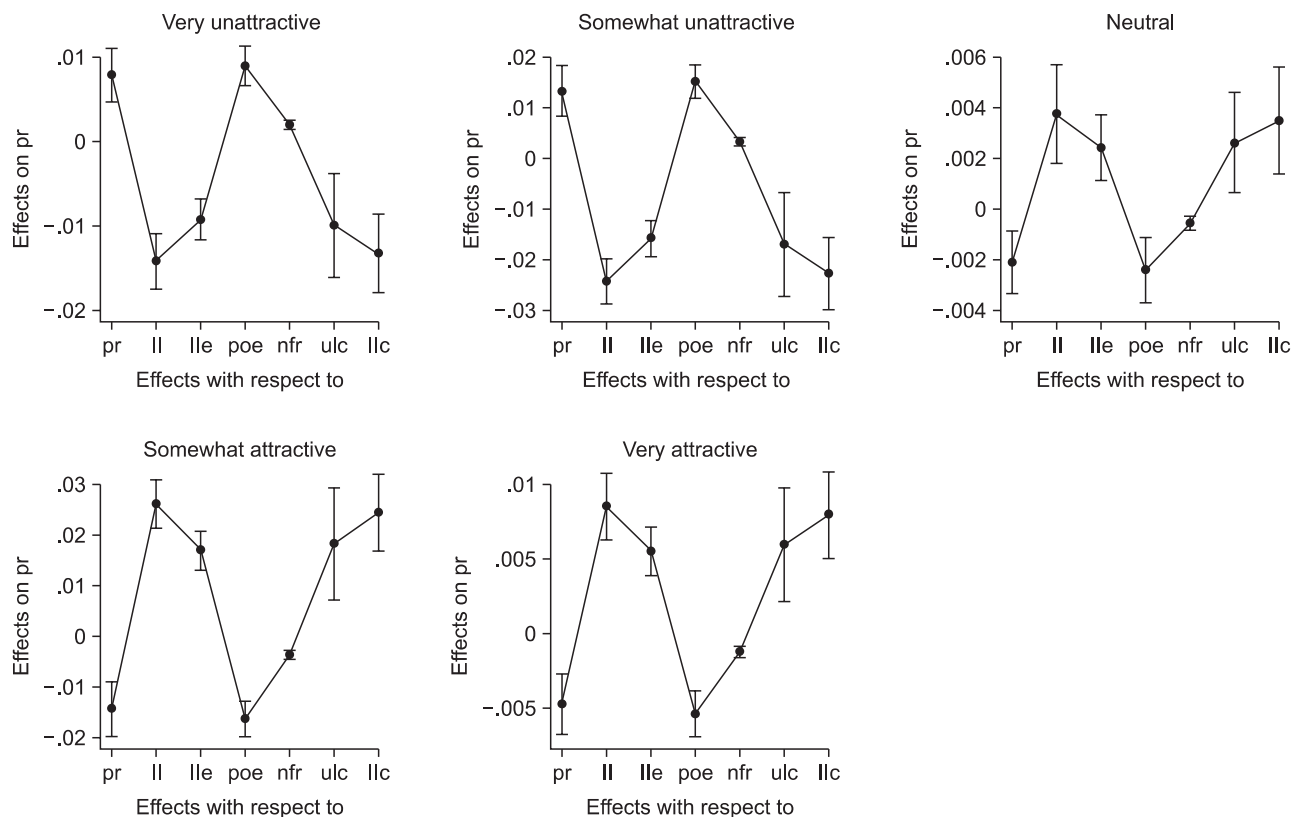 Very unattractive
Effects on pr
.01
0
−.01
−.02
pr ll lle poe nfr ulc llc
Effects with respect to
Somewhat unattractive
Effects on pr
.02
.01
0
−.01
−.02
−.03
pr ll lle poe nfr ulc llc
Effects with respect to
Neutral
Effects on pr
.006
.004
.002
0
−.002
−.004
pr ll lle poe nfr ulc llc
Effects with respect to
Somewhat attractive
Effects on pr
.03
.02
.01
0
−.01
−.02
pr ll lle poe nfr ulc llc
Effects with respect to
Very attractive
Effects on pr
.01
.005
0
−.005
pr ll lle poe nfr ulc llc
Effects with respect to